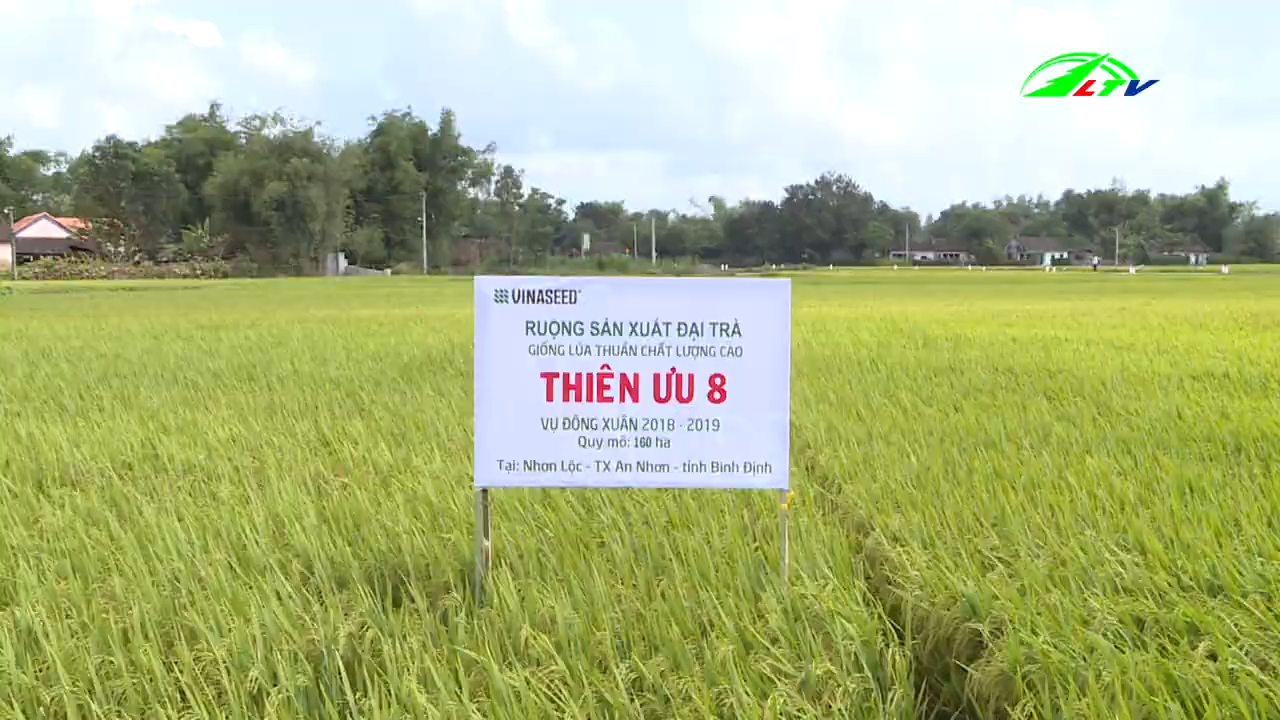 LTV
VINASEED
RUỘNG SẢN XUẤT ĐẠI TRÀ
GIỐNG LÚA THUẦN CHẤT LƯỢNG CAO
THIÊN ƯU 8
VỤ ĐÔNG XUÂN 2018 - 2019
Quy mô: 160 ha
Tại: Nhơn Lộc - TX An Nhơn - tỉnh Bình Định